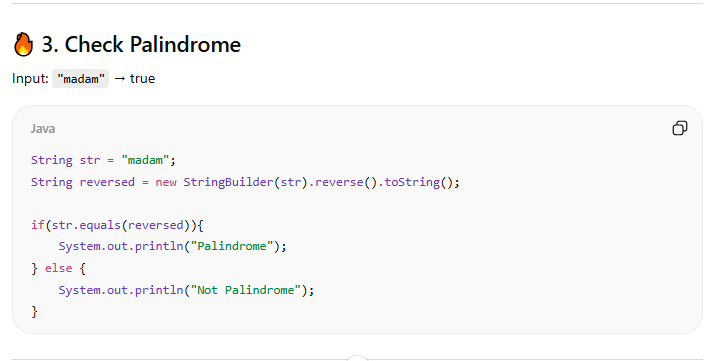 🔥 3. Check Palindrome
Input: "madam" → true
Java
String str = "madam";
String reversed = new StringBuilder(str).reverse().toString();
if(str.equals(reversed)){
    System.out.println("Palindrome");
} else {
    System.out.println("Not Palindrome");
}